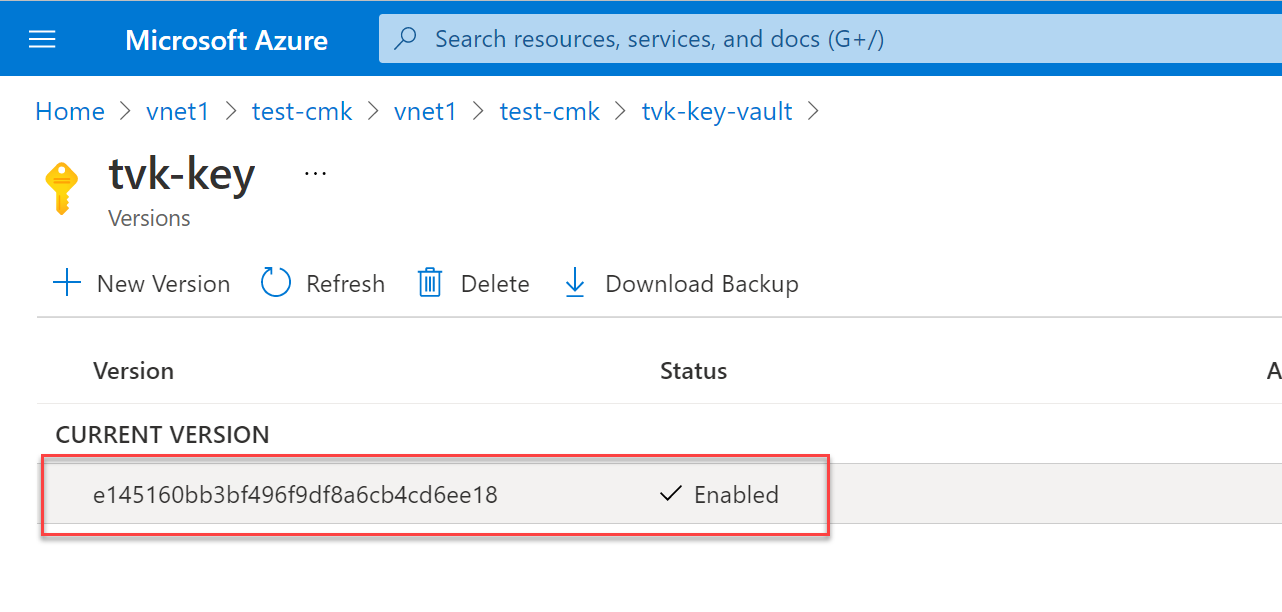 Microsoft Azure
Search resources, services, and docs (G+/)
Home > vnet1 > test-cmk > vnet1 > test-cmk > tvk-key-vault >
tvk-key ...
Versions
+ New Version Refresh Delete Download Backup
Version Status A
CURRENT VERSION
e145160bb3bf496f9df8a6cb4cd6ee18 ✓ Enabled